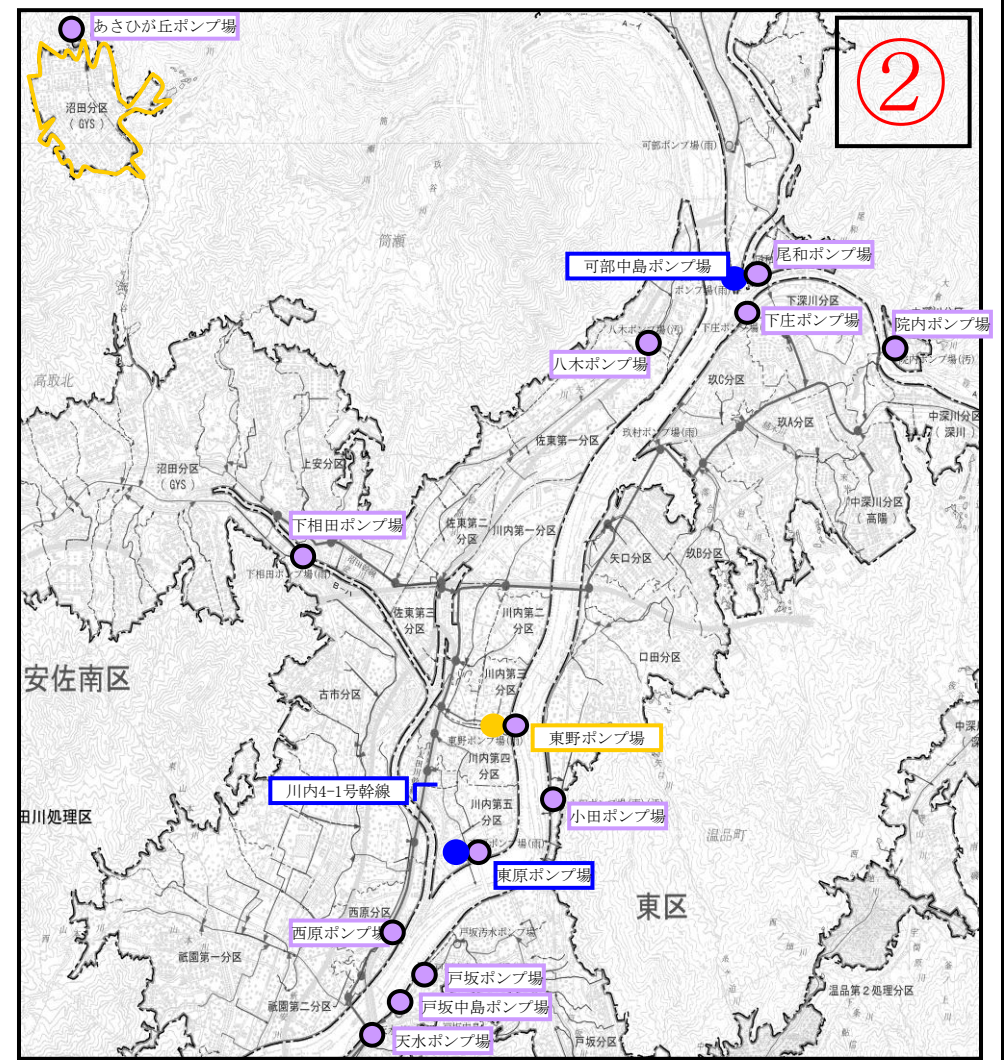 あさひが丘ポンプ場
②
沼田分区
( GYS )
可部ポンプ場(雨)
筒瀬
尾和ポンプ場
可部中島ポンプ場
ポンプ場(雨)
下深川分区
下庄ポンプ場
院内ポンプ場
院内ポンプ場(汚)
八木ポンプ場(汚)
八木ポンプ場
高取北
玖C分区
玖A分区
中深川分区
( 深川 )
佐東第一分区
玖村ポンプ場(雨)
上安分区
沼田分区
( GYS )
中深川分区
( 高陽 )
下相田ポンプ場
佐東第二
分区
川内第一分区
矢口分区
玖B分区
下相田ポンプ場(雨)
佐東第三
分区
川内第二
分区
口田分区
安佐南区
川内第三
分区
古市分区
東野ポンプ場
東野ポンプ場(雨)
川内第四
分区
川内4-1号幹線
川内第五
分区
小田ポンプ場
田川処理区
温品町
ポンプ場(雨)
東原ポンプ場
東区
西原分区
西原ポンプ場
戸坂汚水ポンプ場
祇園第一分区
戸坂ポンプ場
温品第2処理分区
祇園第二分区
戸坂中島ポンプ場
天水ポンプ場
戸坂分区